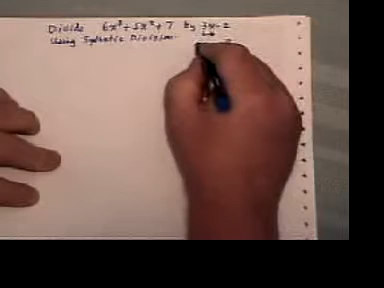 Divide 6x³ + 5x² + 7 by 3x - 2
Using Synthetic Division.